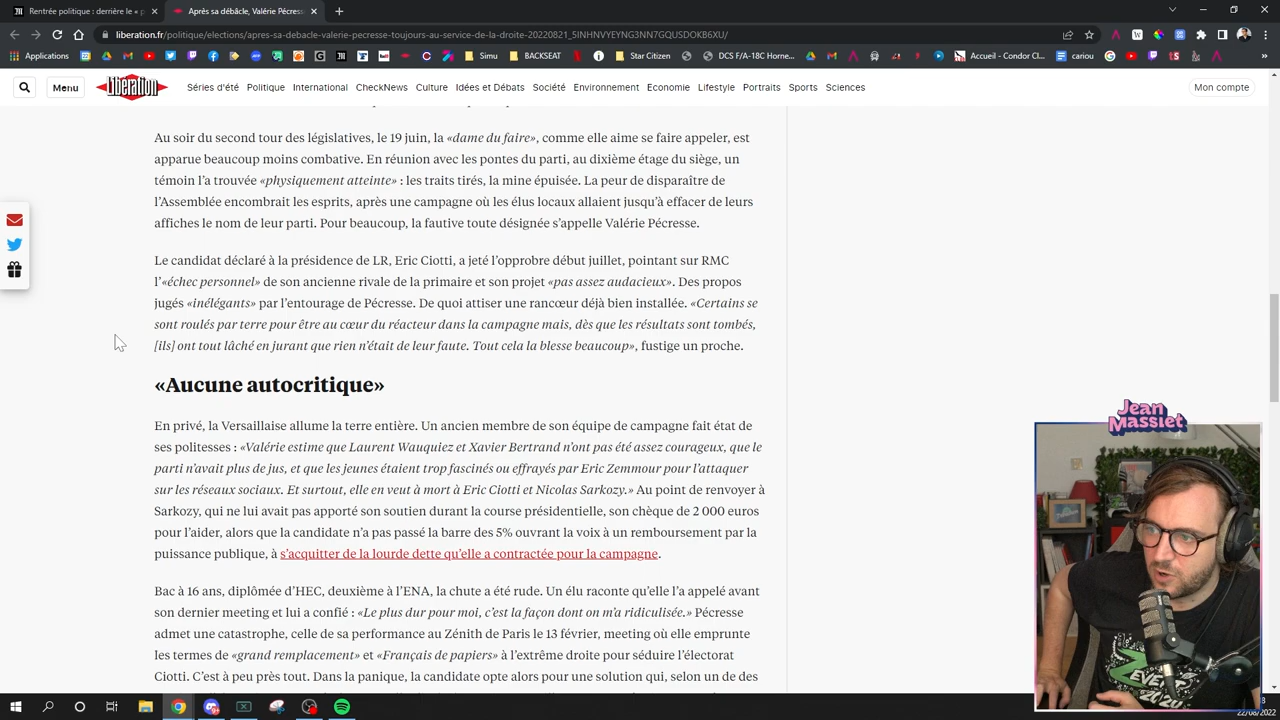 Rentrée politique : derrière le « p
Après sa débâcle, Valérie Pécress
liberation.fr/politique/elections/apres-sa-debacle-valerie-pecresse-toujours-au-service-de-la-droite-20220821_5INHNVYEYNG3NN7GQUSDOKB6XU/
Applications
Simu
BACKSEAT
Star Citizen
DCS F/A-18C Horne...
cariou
Accueil - Condor Cl...
Menu
Libération
Séries d'été Politique International CheckNews Culture Idées et Débats Société Environnement Economie Lifestyle Portraits Sports Sciences
Mon compte
Au soir du second tour des législatives, le 19 juin, la «dame du faire», comme elle aime se faire appeler, est
apparue beaucoup moins combative. En réunion avec les pontes du parti, au dixième étage du siège, un
témoin l'a trouvée «physiquement atteinte» : les traits tirés, la mine épuisée. La peur de disparaître de
l'Assemblée encombrait les esprits, après une campagne où les élus locaux allaient jusqu'à effacer de leurs
affiches le nom de leur parti. Pour beaucoup, la fautive toute désignée s'appelle Valérie Pécresse.
Le candidat déclaré à la présidence de LR, Eric Ciotti, a jeté l'opprobre début juillet, pointant sur RMC
l'«échec personnel» de son ancienne rivale de la primaire et son projet «pas assez audacieux». Des propos
jugés «inélégants» par l'entourage de Pécresse. De quoi attiser une rancœur déjà bien installée. «Certains se
sont roulés par terre pour être au cœur du réacteur dans la campagne mais, dès que les résultats sont tombés,
[ils] ont tout lâché en jurant que rien n'était de leur faute. Tout cela la blesse beaucoup», fustige un proche.
«Aucune autocritique»
En privé, la Versaillaise allume la terre entière. Un ancien membre de son équipe de campagne fait état de
ses politesses : «Valérie estime que Laurent Wauquiez et Xavier Bertrand n'ont pas été assez courageux, que le
parti n'avait plus de jus, et que les jeunes étaient trop fascinés ou effrayés par Eric Zemmour pour l'attaquer
sur les réseaux sociaux. Et surtout, elle en veut à mort à Eric Ciotti et Nicolas Sarkozy.» Au point de renvoyer à
Sarkozy, qui ne lui avait pas apporté son soutien durant la course présidentielle, son chèque de 2 000 euros
pour l'aider, alors que la candidate n'a pas passé la barre des 5% ouvrant la voix à un remboursement par la
puissance publique, à s'acquitter de la lourde dette qu'elle a contractée pour la campagne.
Bac à 16 ans, diplômée d'HEC, deuxième à l'ENA, la chute a été rude. Un élu raconte qu'elle l'a appelé avant
son dernier meeting et lui a confié : «Le plus dur pour moi, c'est la façon dont on m'a ridiculisée.» Pécresse
admet une catastrophe, celle de sa performance au Zénith de Paris le 13 février, meeting où elle emprunte
les termes de «grand remplacement» et «Français de papiers» à l'extrême droite pour séduire l'électorat
Ciotti. C'est à peu près tout. Dans la panique, la candidate opte alors pour une solution qui, selon un de des
Jean
Massiet
22/08/2022